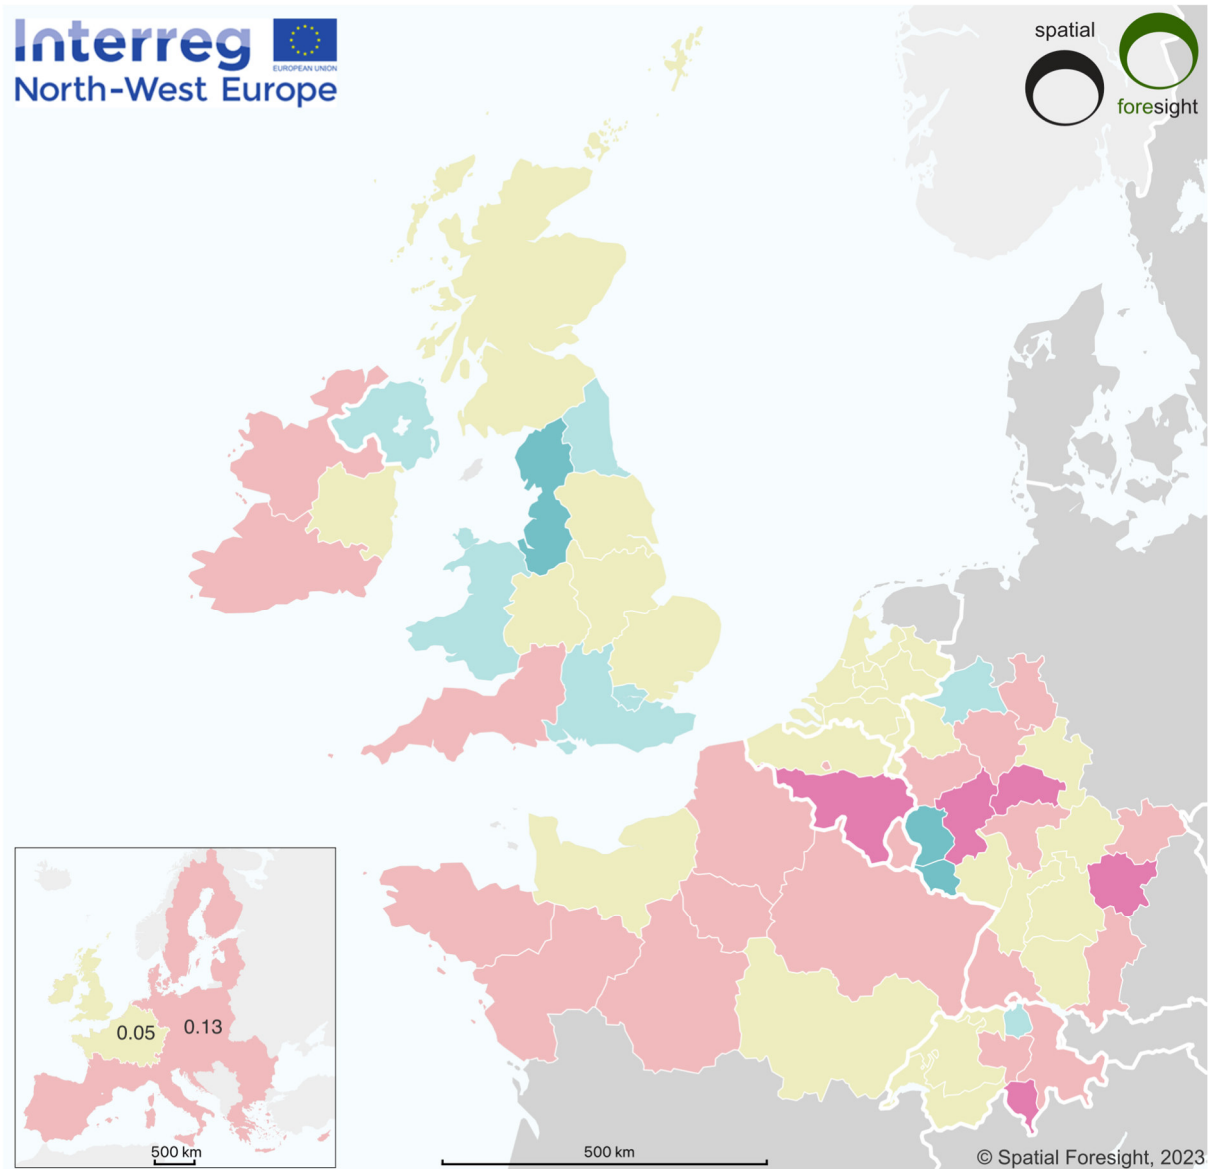 Interreg
EUROPEAN UNION
North-West Europe
spatial
foresight
0.05
0.13
500 km
500 km
© Spatial Foresight, 2023